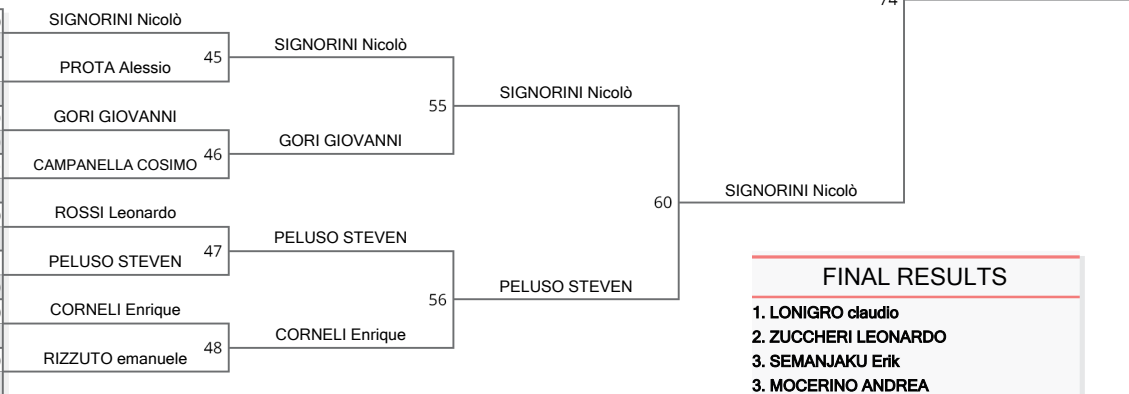 74
SIGNORINI Nicolò
45
SIGNORINI Nicolò
PROTA Alessio
SIGNORINI Nicolò
55
GORI GIOVANNI
46
GORI GIOVANNI
CAMPANELLA COSIMO
SIGNORINI Nicolò
60
ROSSI Leonardo
47
PELUSO STEVEN
PELUSO STEVEN
PELUSO STEVEN
56
CORNELI Enrique
48
CORNELI Enrique
RIZZUTO emanuele
FINAL RESULTS
1. LONIGRO claudio
2. ZUCCHERI LEONARDO
3. SEMANJAKU Erik
3. MOCERINO ANDREA